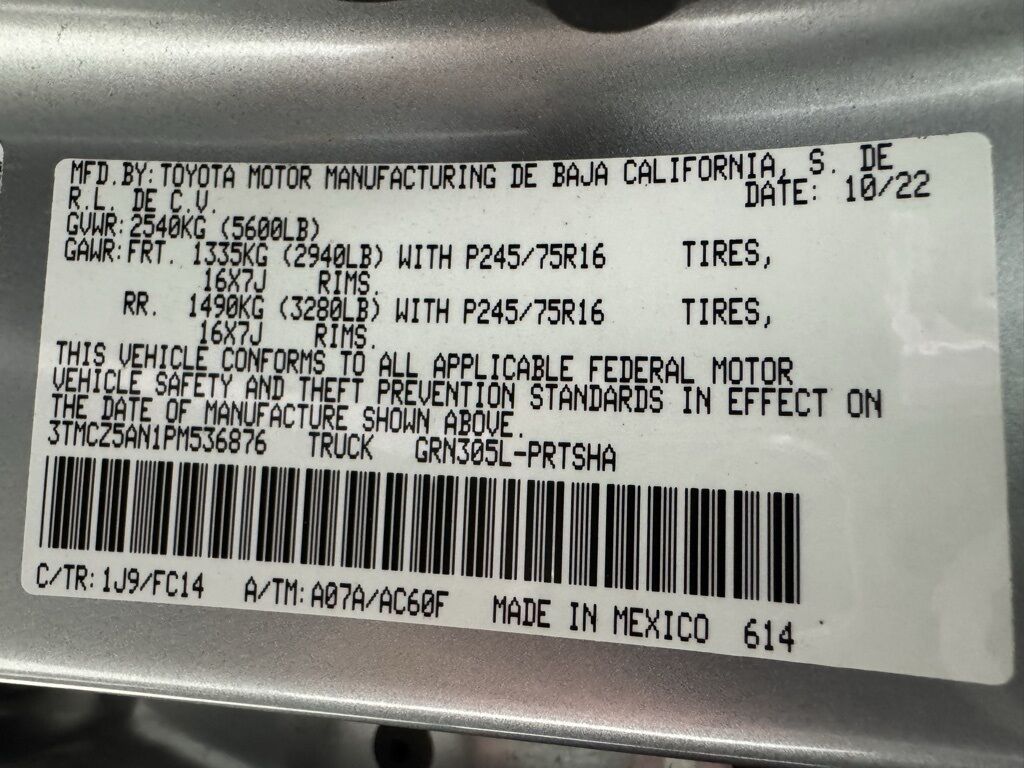 MFD.BY: TOYOTA MOTOR MANUFACTURING DE BAJA CALIFORNIA, S. DE
R.L. DE C.V. DATE: 10/22
GVWR: 2540KG (5600LB)
GAWR: FRT. 1335KG (2940LB) WITH P245/75R16 TIRES,
16X7J RIMS.
RR. 1490KG (3280LB) WITH P245/75R16 TIRES,
16X7J RIMS.
THIS VEHICLE CONFORMS TO ALL APPLICABLE FEDERAL MOTOR
VEHICLE SAFETY AND THEFT PREVENTION STANDARDS IN EFFECT ON
THE DATE OF MANUFACTURE SHOWN ABOVE.
3TMCZ5AN1PM536876 TRUCK GRN305L-PRTSHA
C/TR: 1J9/FC14 A/TM: A07A/AC60F MADE IN MEXICO 614